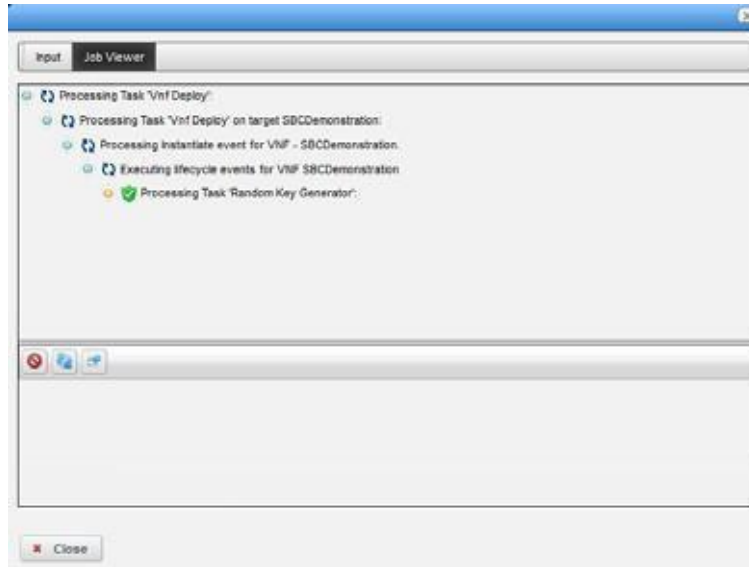 Input Job Viewer
Processing Task 'Vnf Deploy':
Processing Task 'Vnf Deploy' on target SBCDemonstration:
Processing Instantiate event for VNF - SBCDemonstration.
Executing lifecycle events for VNF SBCDemonstration
Processing Task 'Random Key Generator':
Close